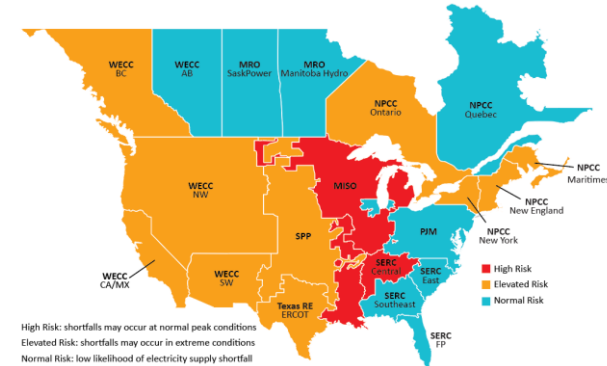 WECC
BC
WECC
AB
MRO
SaskPower
MRO
Manitoba Hydro
NPCC
Ontario
NPCC
Quebec
NPCC
Maritimes
NPCC
New England
NPCC
New York
WECC
NW
MISO
SPP
PJM
WECC
CA/MX
WECC
SW
SERC
Central
SERC
East
SERC
Southeast
Texas RE
ERCOT
SERC
FP
High Risk
Elevated Risk
Normal Risk
High Risk: shortfalls may occur at normal peak conditions
Elevated Risk: shortfalls may occur in extreme conditions
Normal Risk: low likelihood of electricity supply shortfall